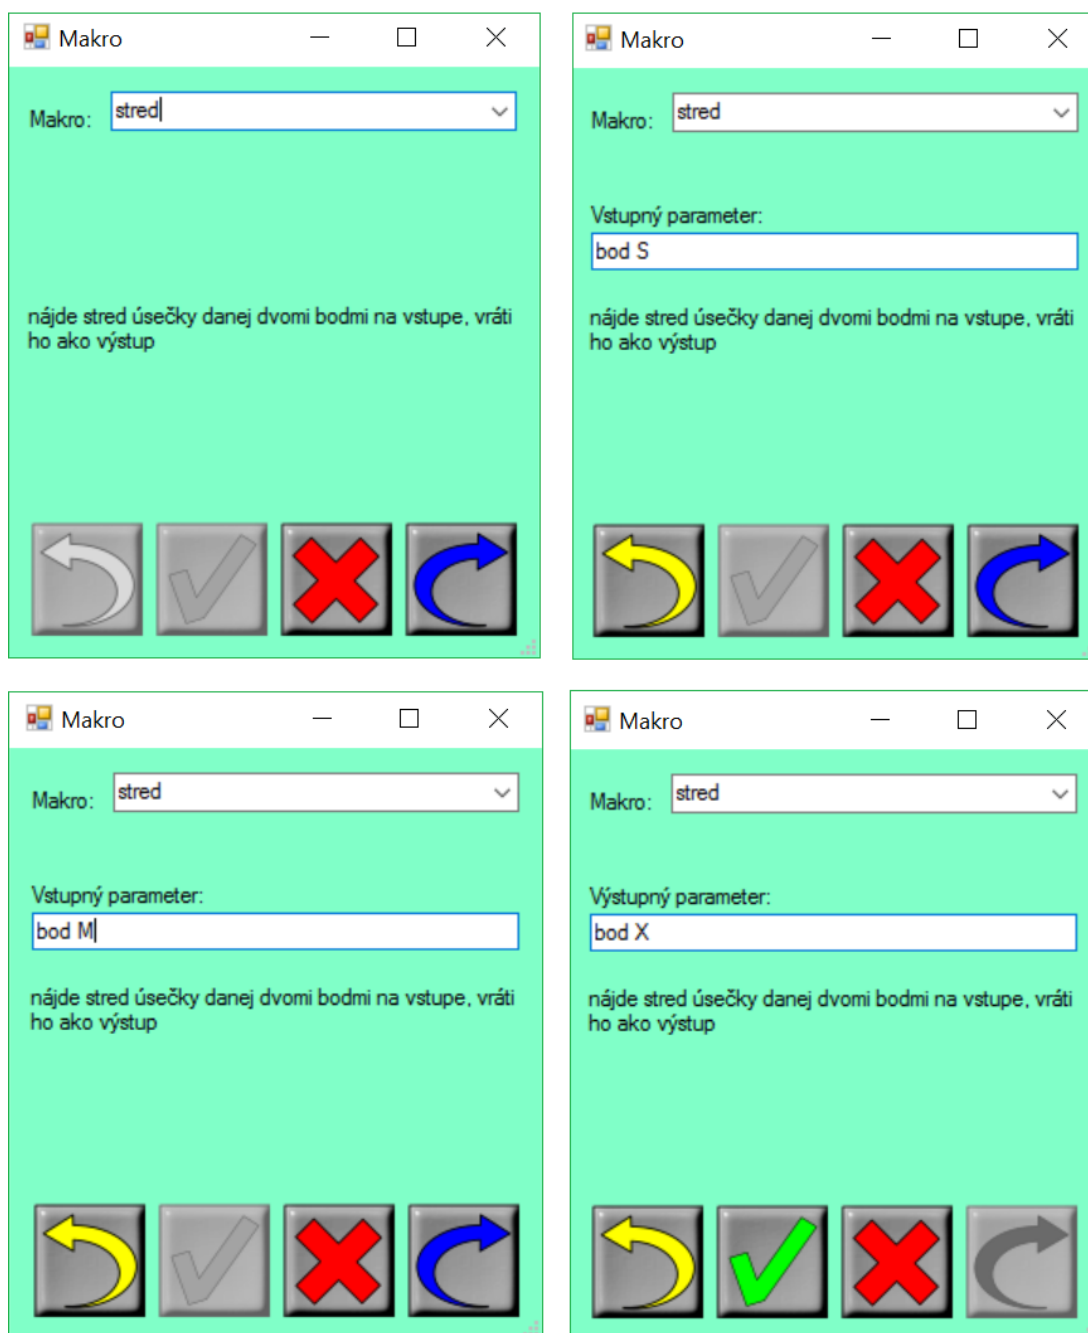 Makro
Makro: stred
nájde stred úsečky danej dvomi bodmi na vstupe, vráti
ho ako výstup
Makro
Makro: stred
Vstupný parameter:
bod S
nájde stred úsečky danej dvomi bodmi na vstupe, vráti
ho ako výstup
Makro
Makro: stred
Vstupný parameter:
bod M
nájde stred úsečky danej dvomi bodmi na vstupe, vráti
ho ako výstup
Makro
Makro: stred
Výstupný parameter:
bod X
nájde stred úsečky danej dvomi bodmi na vstupe, vráti
ho ako výstup